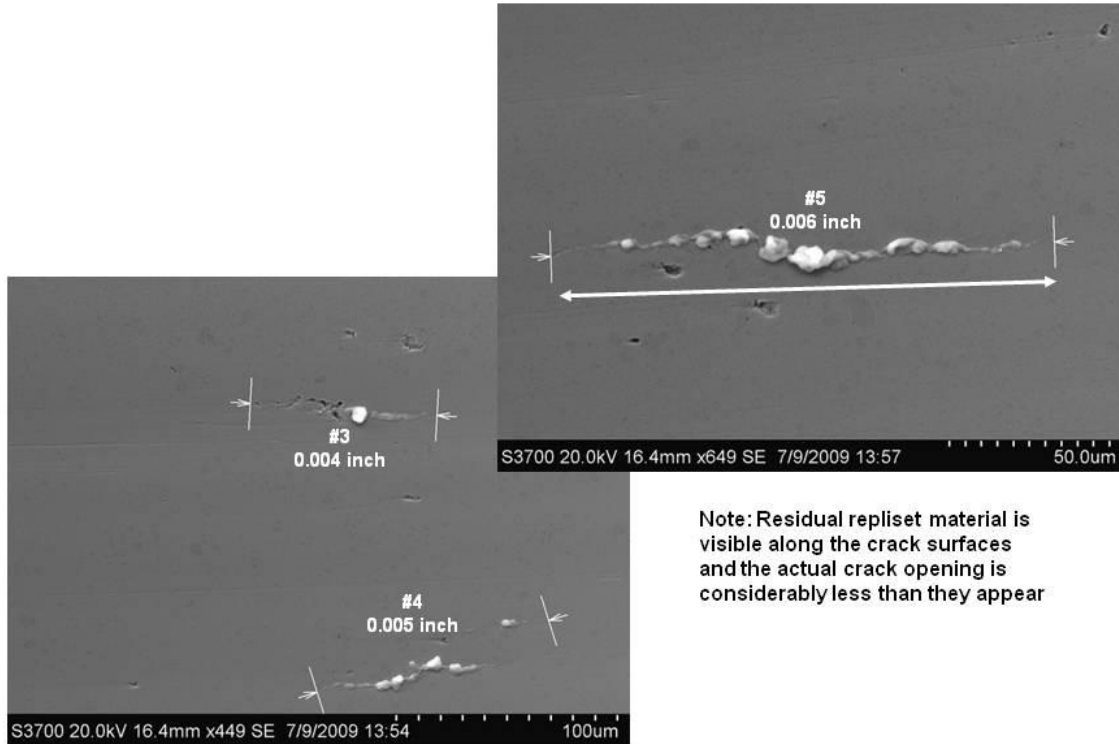 #5
0.006 inch
S3700 20.0kV 16.4mm x649 SE 7/9/2009 13:57
50.0um
#3
0.004 inch
#4
0.005 inch
S3700 20.0kV 16.4mm x449 SE 7/9/2009 13:54
100um
Note: Residual repliset material is
visible along the crack surfaces
and the actual crack opening is
considerably less than they appear